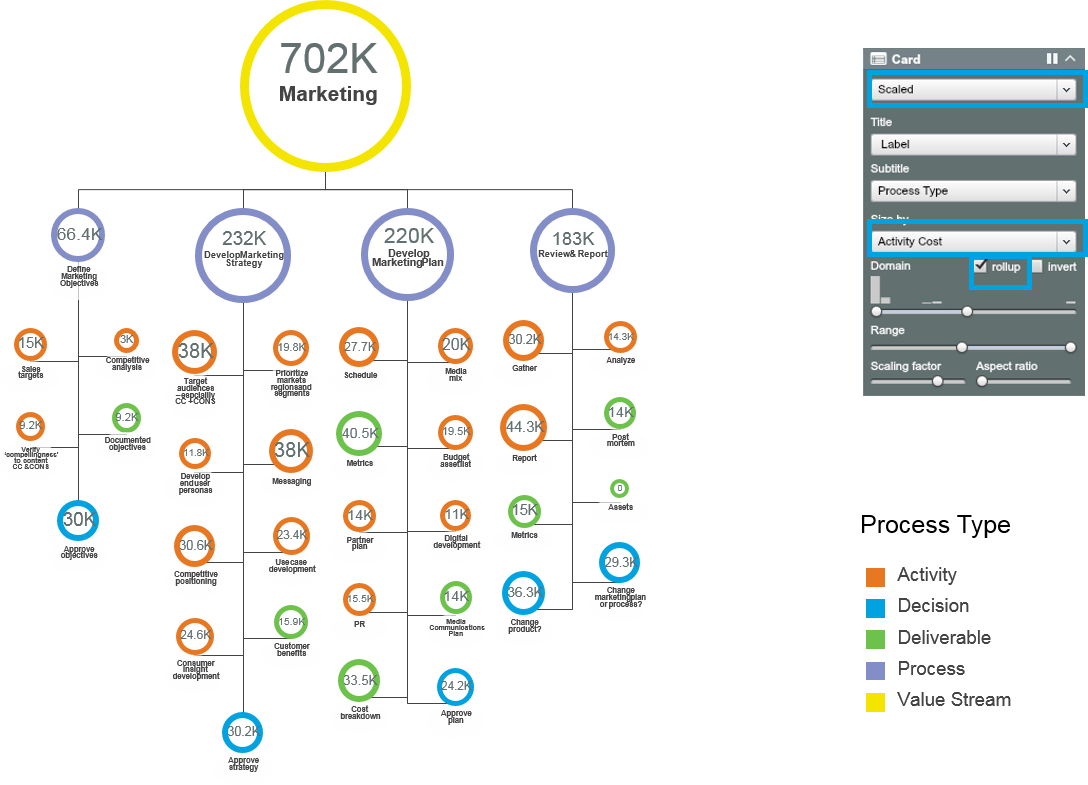 702K
Marketing
66.4K
Define
Marketing
Objectives
232K
DevelopMarketing
Strategy
220K
Develop
MarketingPlan
183K
Review& Report
15K
Sales
targets
3K
Competitive
analysis
9.2K
Verify
'compellingness'
to content
CC &CONS
9.2K
Documented
objectives
30K
Approve
objectives
38K
Target
audiences
–espciallly
CC +CONS
19.8K
Prioritize
markets
regionsand
segments
11.8K
Develop
enduser
personas
38K
Messaging
30.6K
Competitive
positioning
23.4K
Usecase
development
24.6K
Consumer
insight
development
15.9K
Customer
benefits
30.2K
Approve
strategy
27.7K
Schedule
20K
Media
mix
40.5K
Metrics
19.5K
Budget
assetlist
14K
Partner
plan
11K
Digital
development
15.5K
PR
14K
Media
Communications
Plan
33.5K
Cost
breakdown
24.2K
Approve
plan
30.2K
Gather
14.3K
Analyze
44.3K
Report
14K
Post
mortem
15K
Metrics
0
Assets
36.3K
Change
product?
29.3K
Change
marketingplan
or process?
Card
Scaled
Title
Label
Subtitle
Process Type
Size by
Activity Cost
Domain
rollup
invert
Range
Scaling factor
Aspect ratio
Process Type
Activity
Decision
Deliverable
Process
Value Stream